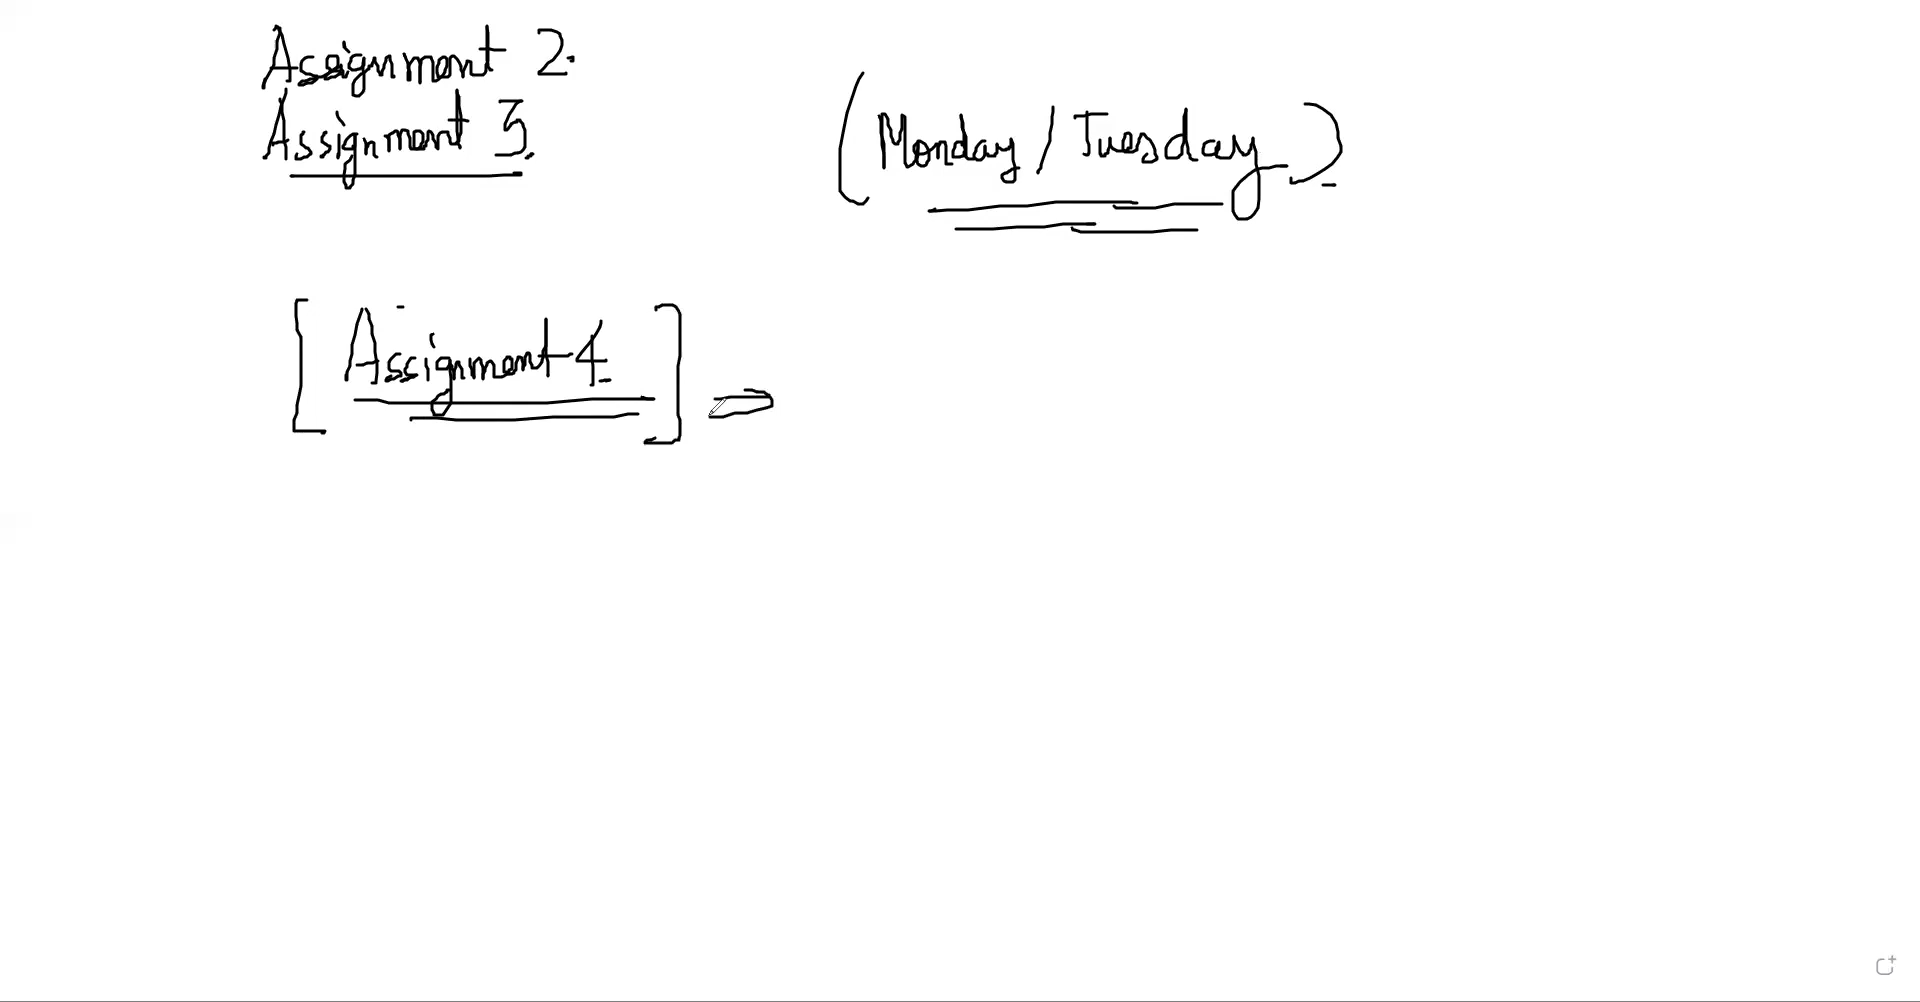 Assignment 2.
Assignment 3.
(Monday / Tuesday)
[Assignment 4]